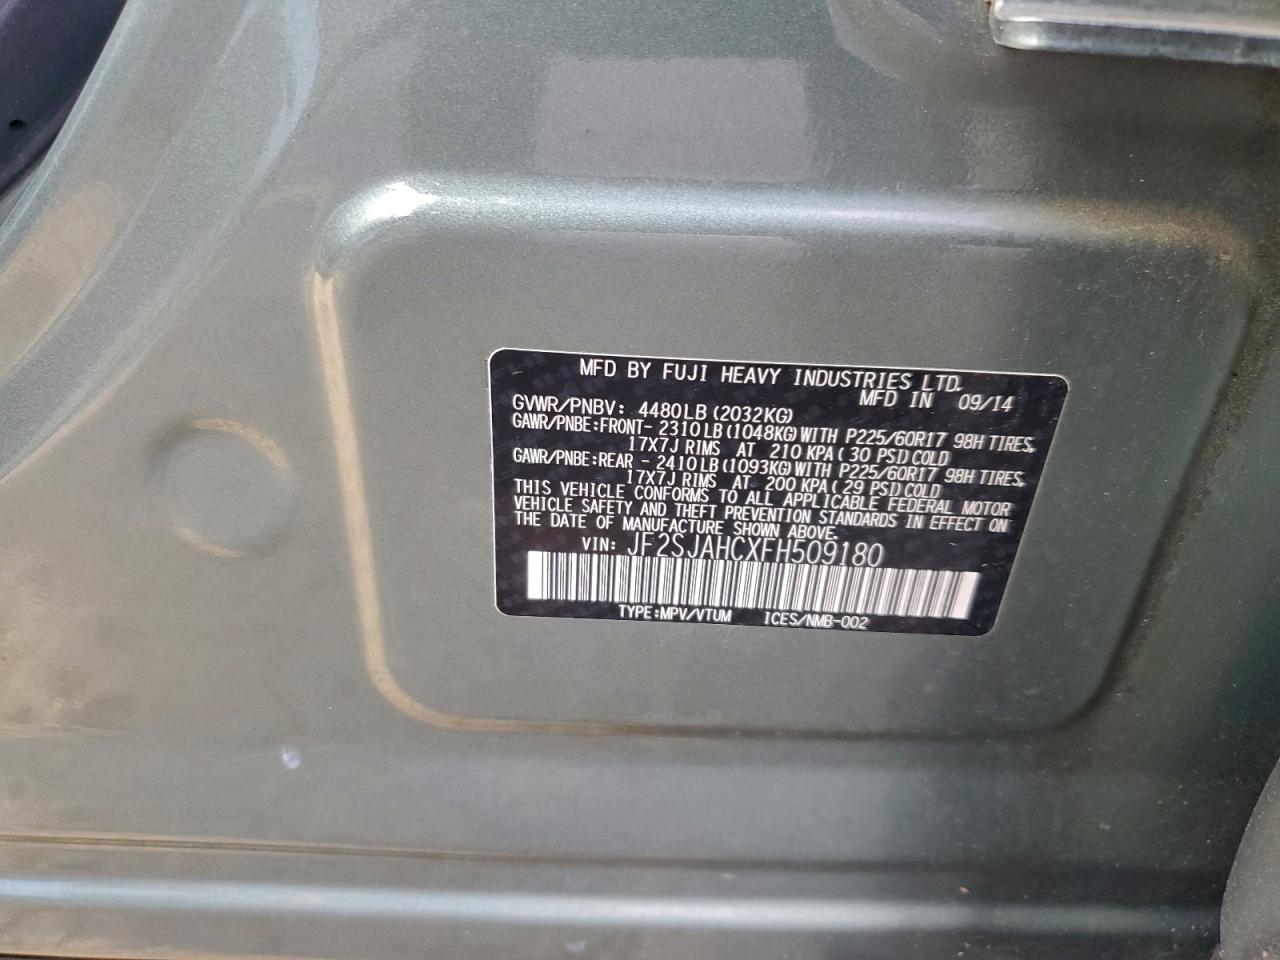 MFD BY FUJI HEAVY INDUSTRIES LTD.
MFD IN 09/14
GVWR/PNBV: 4480LB (2032KG)
GAWR/PNBE:FRONT- 2310LB (1048KG) WITH P225/60R17 98H TIRES,
17X7J RIMS AT 210 KPA ( 30 PSI) COLD
GAWR/PNBE:REAR - 2410LB (1093KG) WITH P225/60R17 98H TIRES,
17X7J RIMS AT 200 KPA ( 29 PSI) COLD
THIS VEHICLE CONFORMS TO ALL APPLICABLE FEDERAL MOTOR
VEHICLE SAFETY AND THEFT PREVENTION STANDARDS IN EFFECT ON
THE DATE OF MANUFACTURE SHOWN ABOVE.
VIN: JF2SJAHCXFH509180
TYPE:MPV/VTUM ICES/NMB-002